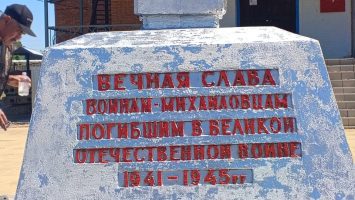 ВЕЧНАЯ СЛАВА
ВОИНАМ-МИХАЙЛОВЦАМ
ПОГИБШИМ В ВЕЛИКОЙ
ОТЕЧЕСТВЕННОЙ ВОЙНЕ
1941-1945гг